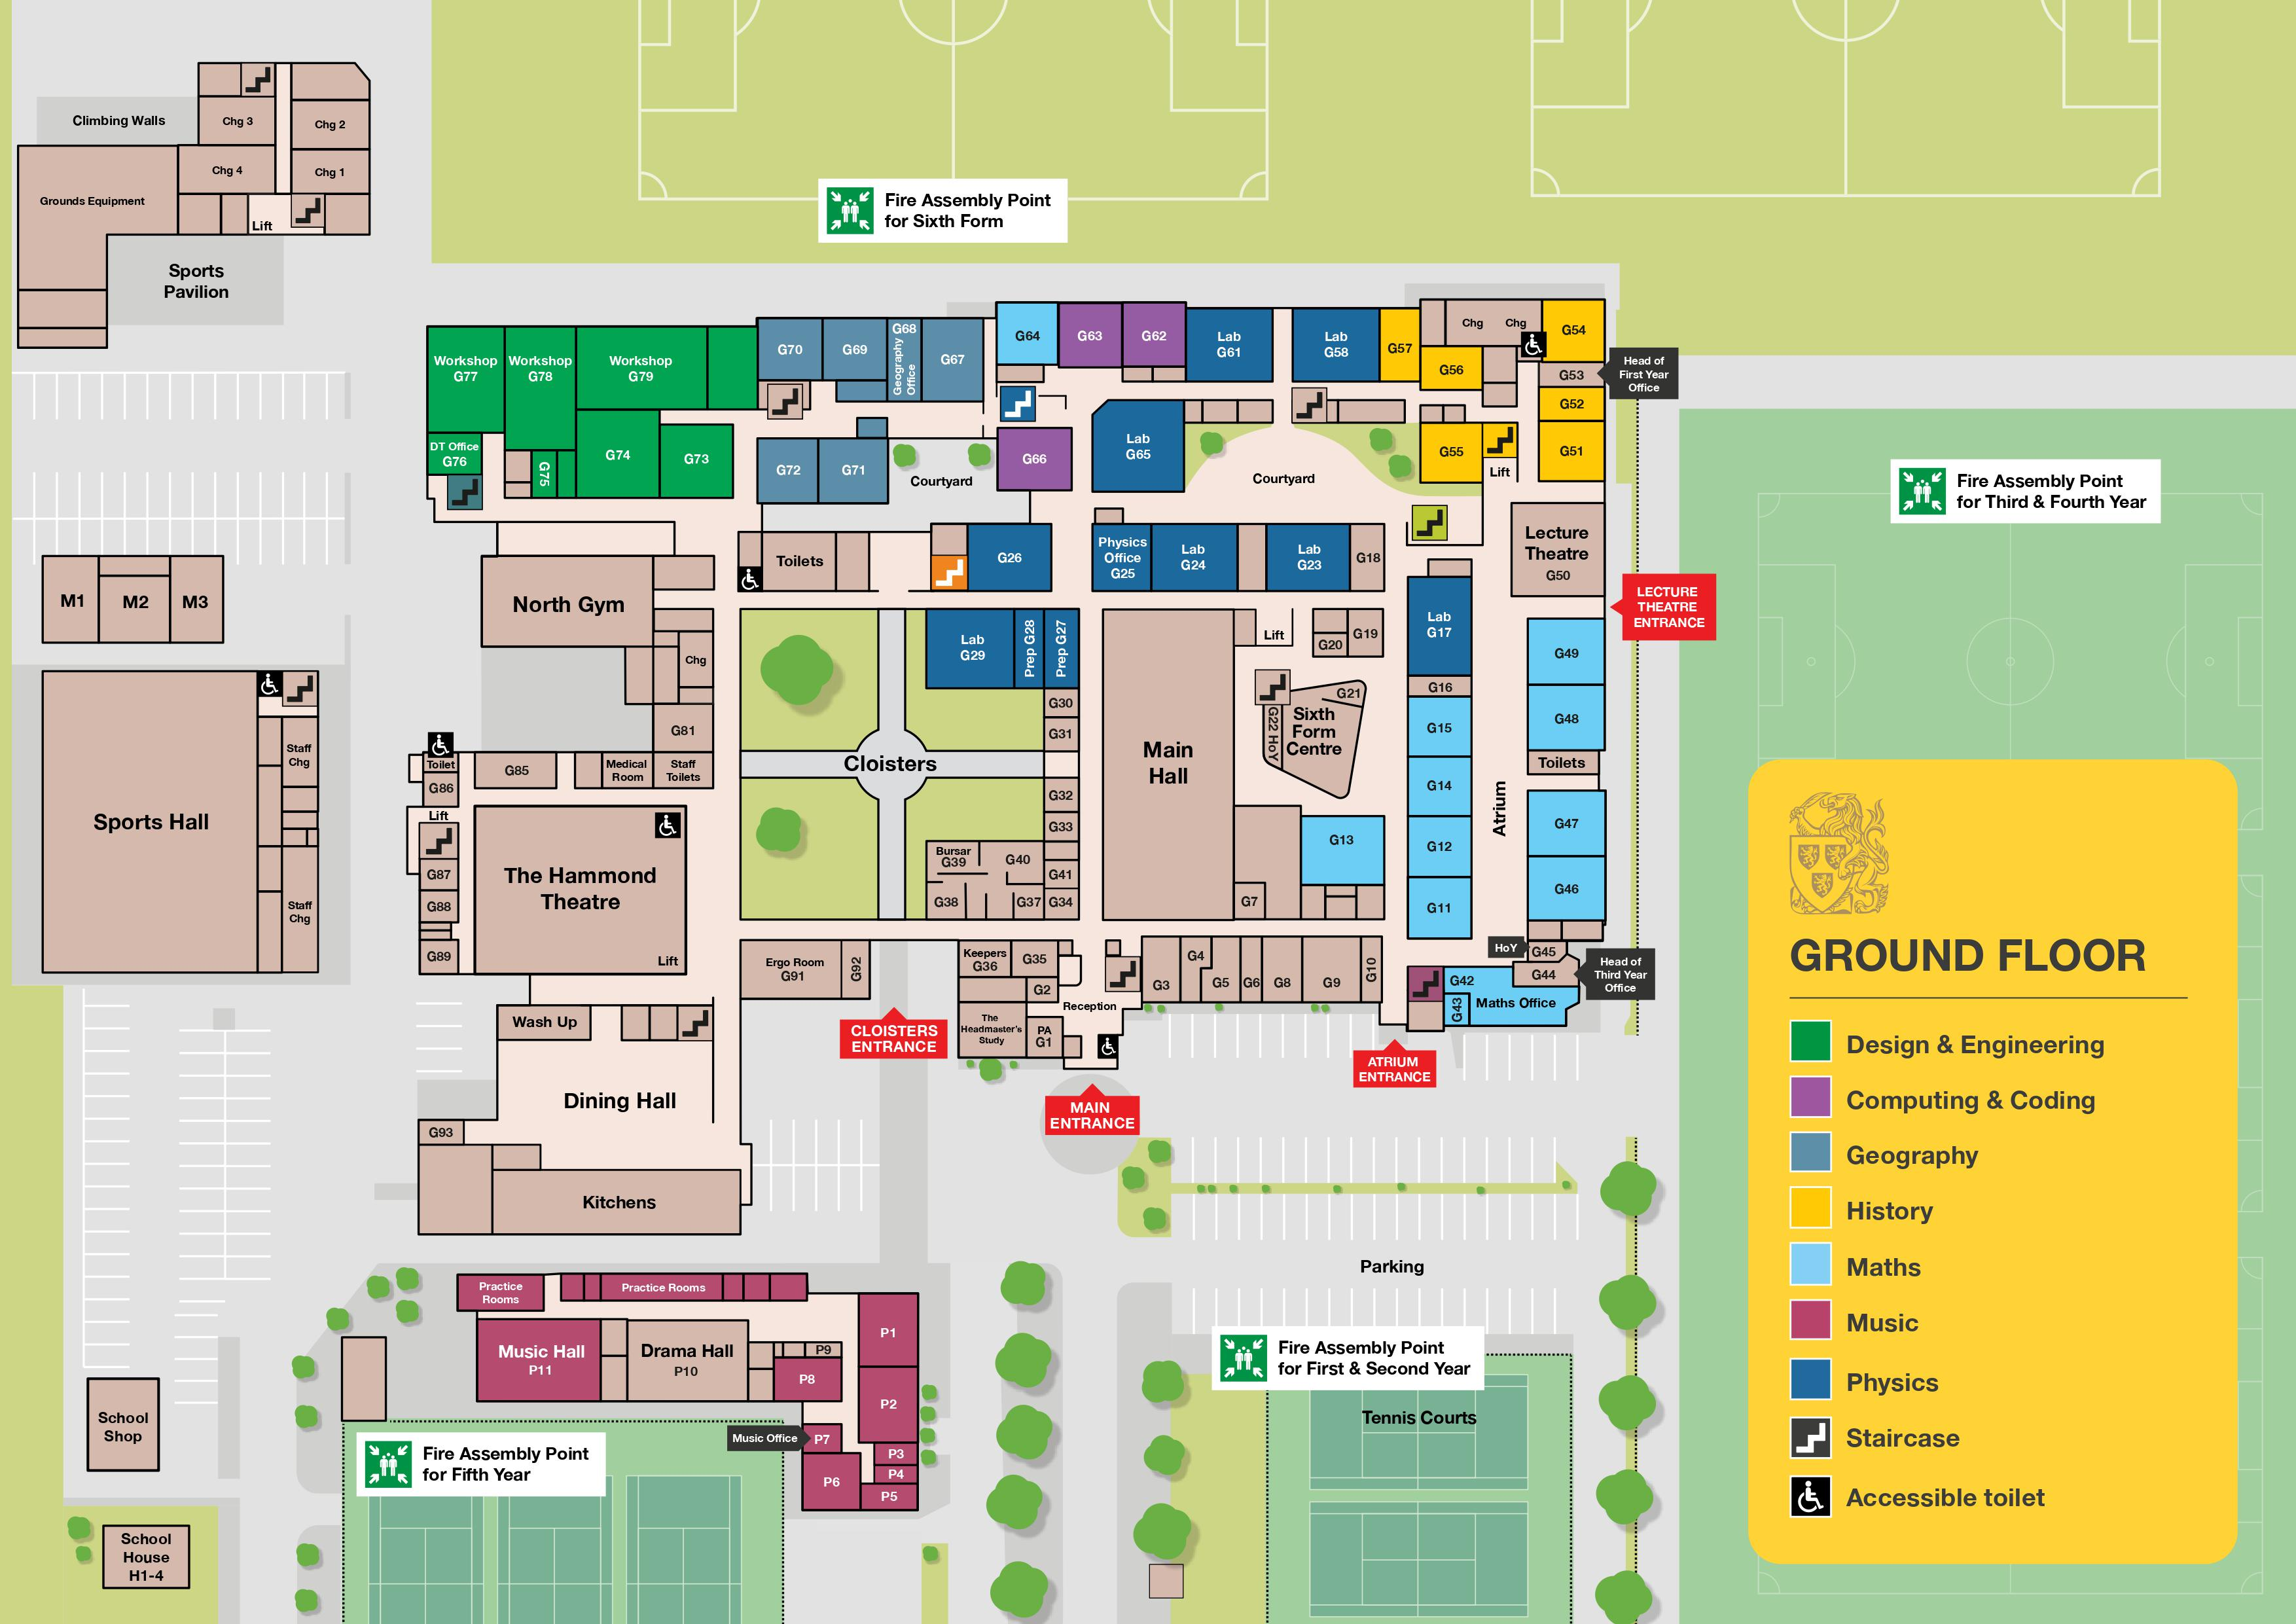 Climbing Walls
Chg 3
Chg 2
Chg 4
Chg 1
Grounds Equipment
Lift
Sports
Pavilion
Fire Assembly Point
for Sixth Form
Workshop
G77
Workshop
G78
Workshop
G79
DT Office
G76
G75
G74
G73
G70
G69
G68
Geography
Office
G67
G72
G71
Courtyard
G64
G63
G62
Lab
G61
Lab
G58
G57
G56
Chg
Chg
G54
G53
Head of
First Year
Office
G52
G51
G55
Lift
G66
Lab
G65
Courtyard
Fire Assembly Point
for Third & Fourth Year
M1
M2
M3
North Gym
Toilets
G26
Physics
Office
G25
Lab
G24
Lab
G23
G18
Lecture
Theatre
G50
LECTURE
THEATRE
ENTRANCE
Chg
G81
Lab
G29
Prep G28
Prep G27
G30
G31
Lift
G20
G19
Lab
G17
G16
G15
G14
G12
G11
G49
G48
Toilets
G47
G46
Atrium
G21
G22 HoY
Sixth
Form
Centre
Main
Hall
Cloisters
Sports Hall
Staff
Chg
Staff
Chg
Toilet
G86
G85
Medical
Room
Staff
Toilets
Lift
G87
G88
G89
The Hammond
Theatre
Lift
G32
G33
Bursar
G39
G40
G41
G38
G37
G34
G13
G7
Ergo Room
G91
G92
Keepers
G36
G35
G2
Reception
The
Headmaster's
Study
PA
G1
G3
G4
G5
G6
G8
G9
G10
HoY
G45
G44
Head of
Third Year
Office
G42
G43
Maths Office
CLOISTERS
ENTRANCE
MAIN
ENTRANCE
ATRIUM
ENTRANCE
Wash Up
Dining Hall
G93
Kitchens
Parking
Practice
Rooms
Practice Rooms
Music Hall
P11
Drama Hall
P10
P9
P8
P1
P2
P3
P4
P5
P6
Music Office
P7
Fire Assembly Point
for Fifth Year
Fire Assembly Point
for First & Second Year
Tennis Courts
School
Shop
School
House
H1-4
GROUND FLOOR
Design & Engineering
Computing & Coding
Geography
History
Maths
Music
Physics
Staircase
Accessible toilet